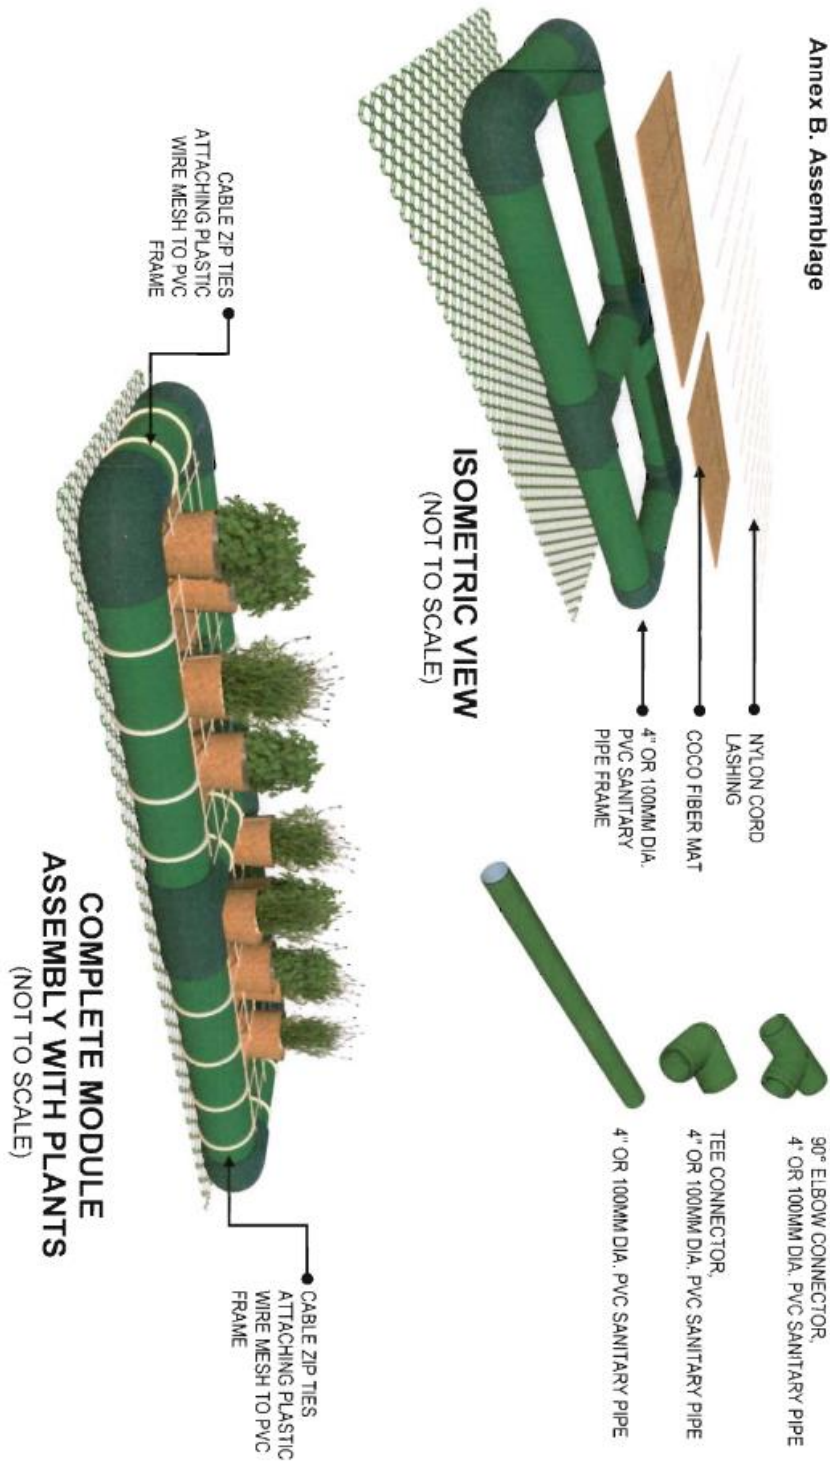 Annex B. Assemblage
NYLON CORD
LASHING
COCO FIBER MAT
4" OR 100MM DIA.
PVC SANITARY
PIPE FRAME
ISOMETRIC VIEW
(NOT TO SCALE)
90° ELBOW CONNECTOR,
4" OR 100MM DIA. PVC SANITARY PIPE
TEE CONNECTOR,
4" OR 100MM DIA. PVC SANITARY PIPE
4" OR 100MM DIA. PVC SANITARY PIPE
CABLE ZIP TIES
ATTACHING PLASTIC
WIRE MESH TO PVC
FRAME
CABLE ZIP TIES
ATTACHING PLASTIC
WIRE MESH TO PVC
FRAME
COMPLETE MODULE
ASSEMBLY WITH PLANTS
(NOT TO SCALE)